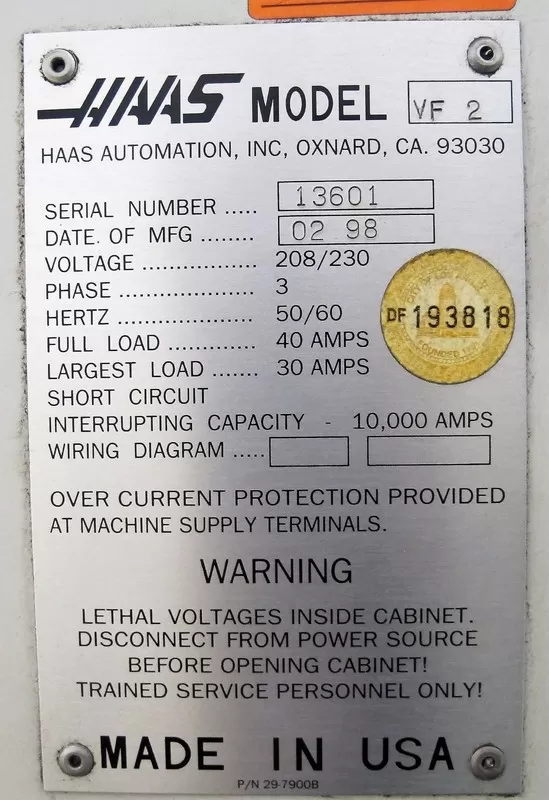 HAAS MODEL VF 2
HAAS AUTOMATION, INC, OXNARD, CA. 93030
SERIAL NUMBER ..... 13601
DATE. OF MFG ........ 02 98
VOLTAGE ................ 208/230
PHASE ................... 3
HERTZ ................... 50/60
FULL LOAD ............. 40 AMPS
LARGEST LOAD ....... 30 AMPS
DF 193818
FOUNDED
SHORT CIRCUIT
INTERRUPTING CAPACITY - 10,000 AMPS
WIRING DIAGRAM .....
OVER CURRENT PROTECTION PROVIDED
AT MACHINE SUPPLY TERMINALS.
WARNING
LETHAL VOLTAGES INSIDE CABINET.
DISCONNECT FROM POWER SOURCE
BEFORE OPENING CABINET!
TRAINED SERVICE PERSONNEL ONLY!
MADE IN USA
P/N 29-7900B